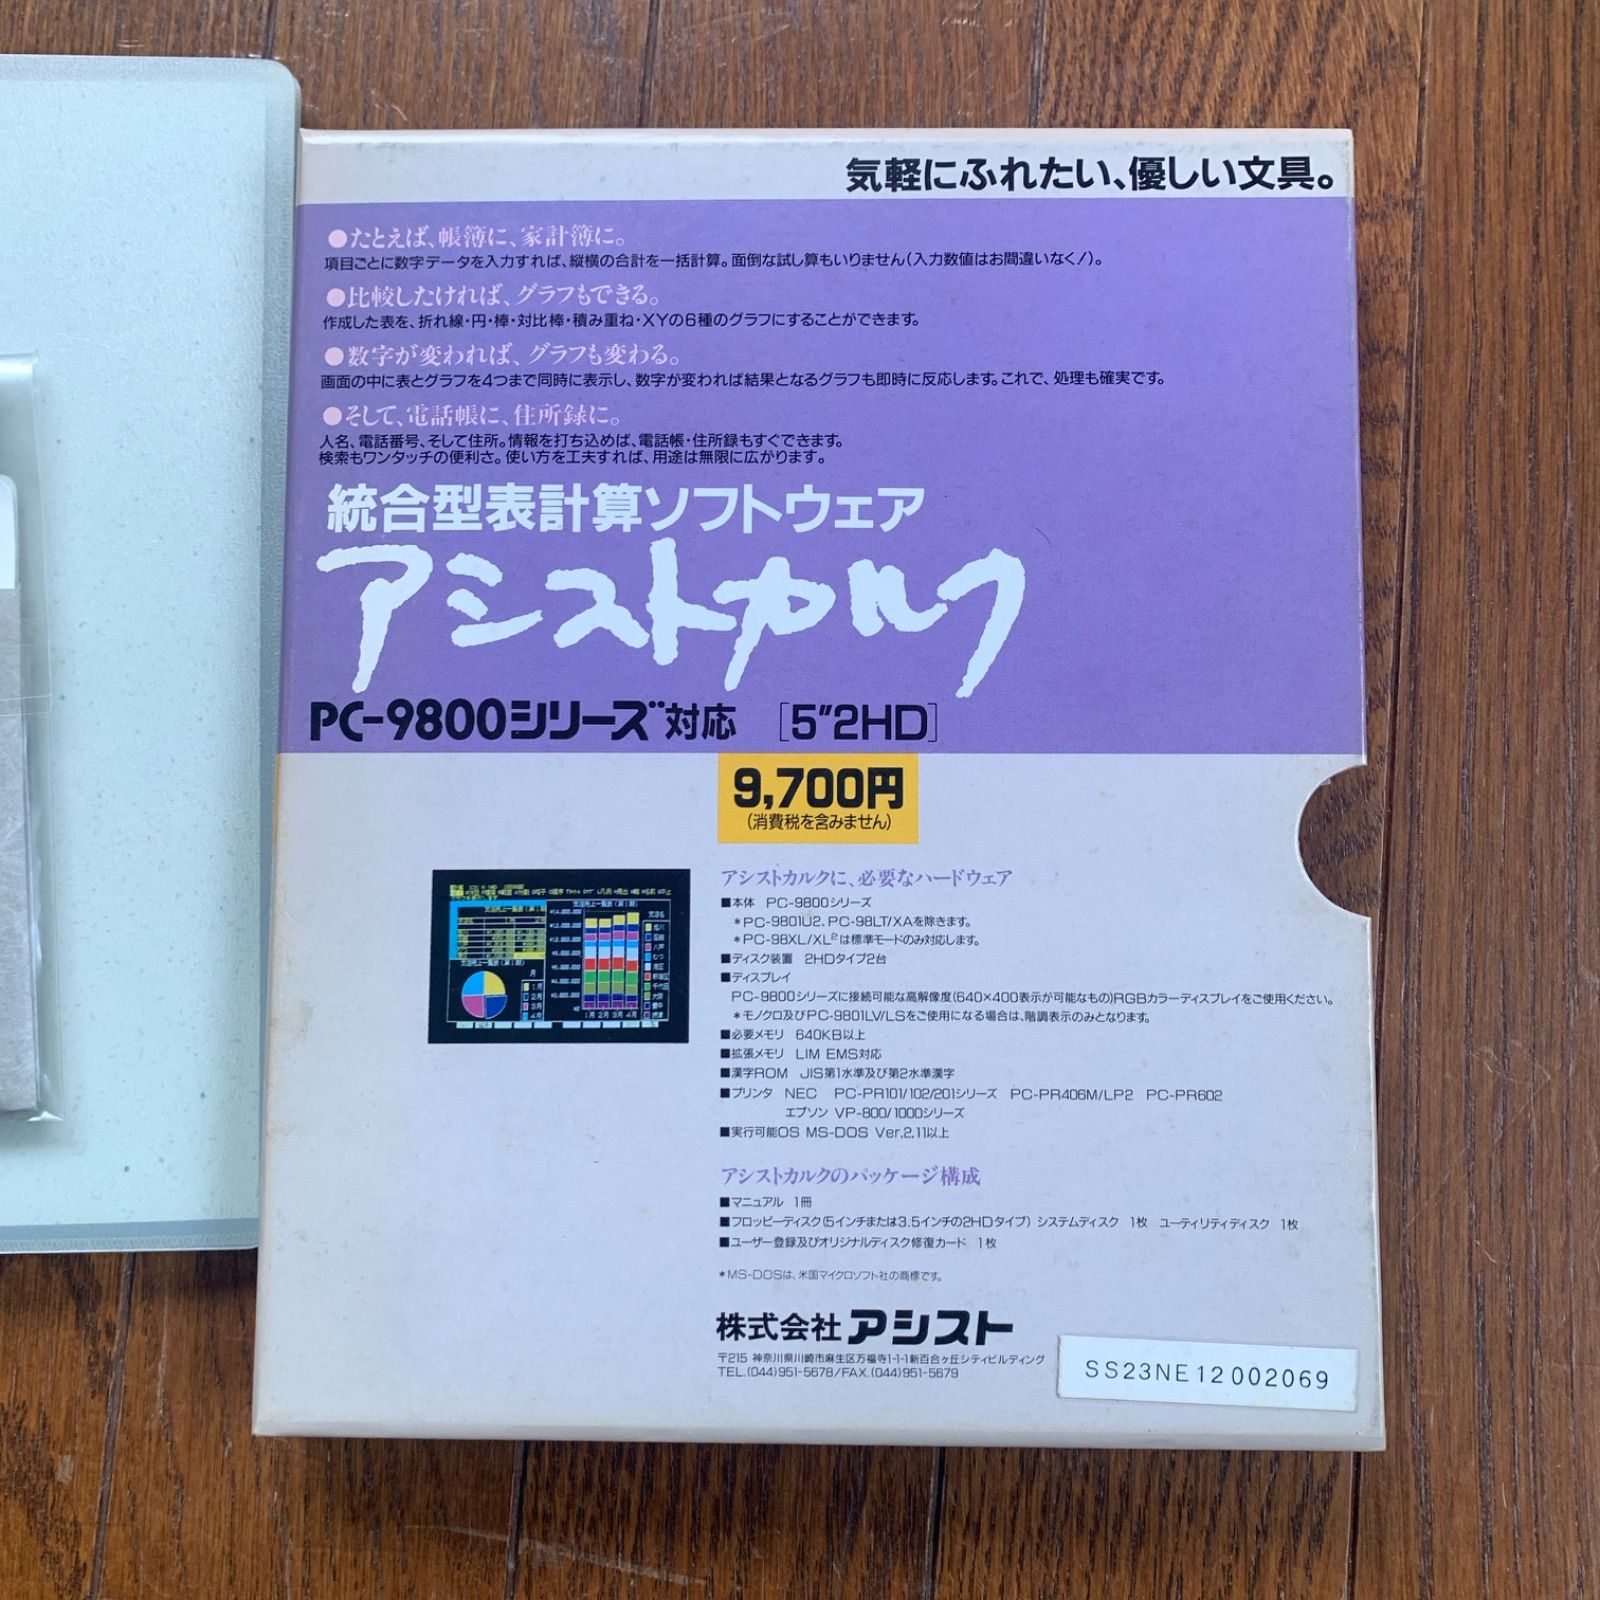 気軽にふれたい、優しい文具。
●たとえば、帳簿に、家計簿に。
項目ごとに数字データを入力すれば、縦横の合計を一括計算。面倒な試し算もいりません(入力数値はお間違いなく!)。
●比較したければ、グラフもできる。
作成した表を、折れ線・円・棒・対比棒・積み重ね・XYの6種のグラフにすることができます。
●数字が変われば、グラフも変わる。
画面の中に表とグラフを4つまで同時に表示し、数字が変われば結果となるグラフも即時に反応します。これで、処理も確実です。
●そして、電話帳に、住所録に。
人名、電話番号、そして住所。情報を打ち込めば、電話帳・住所録もすぐできます。
検索もワンタッチの便利さ。使い方を工夫すれば、用途は無限に広がります。
統合型表計算ソフトウェア
アシストカルク
PC-9800シリーズ対応 [5"2HD]
9,700円
(消費税を含みません)
アシストカルクに、必要なハードウェア
■本体 PC-9800シリーズ
*PC-9801U2、PC-98LT/XAを除きます。
*PC-98XL/XL²は標準モードのみ対応します。
■ディスク装置 2HDタイプ2台
■ディスプレイ
PC-9800シリーズに接続可能な高解像度(640×400表示が可能なもの)RGBカラーディスプレイをご使用ください。
*モノクロ及びPC-9801LV/LSをご使用になる場合は、階調表示のみとなります。
■必要メモリ 640KB以上
■拡張メモリ LIM EMS対応
■漢字ROM JIS第1水準及び第2水準漢字
■プリンタ NEC PC-PR101/102/201シリーズ PC-PR406M/LP2 PC-PR602
エプソン VP-800/1000シリーズ
■実行可能OS MS-DOS Ver.2.11以上
アシストカルクのパッケージ構成
■マニュアル 1冊
■フロッピーディスク(5インチまたは3.5インチの2HDタイプ) システムディスク 1枚 ユーティリティディスク 1枚
■ユーザー登録及びオリジナルディスク修復カード 1枚
*MS-DOSは、米国マイクロソフト社の商標です。
株式会社アシスト
〒215 神奈川県川崎市麻生区万福寺1-1-1新百合ヶ丘シティビルディング
TEL.(044)951-5678/FAX.(044)951-5679
SS23NE12002069